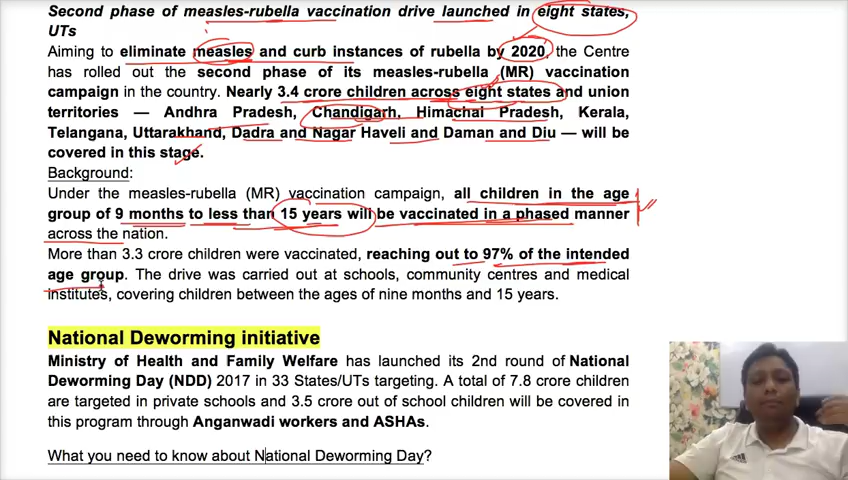 Second phase of measles-rubella vaccination drive launched in eight states,
UTs
Aiming to eliminate measles and curb instances of rubella by 2020, the Centre
has rolled out the second phase of its measles-rubella (MR) vaccination
campaign in the country. Nearly 3.4 crore children across eight states and union
territories — Andhra Pradesh, Chandigarh, Himachal Pradesh, Kerala,
Telangana, Uttarakhand, Dadra and Nagar Haveli and Daman and Diu — will be
covered in this stage.
Background:
Under the measles-rubella (MR) vaccination campaign, all children in the age
group of 9 months to less than 15 years will be vaccinated in a phased manner
across the nation.
More than 3.3 crore children were vaccinated, reaching out to 97% of the intended
age group. The drive was carried out at schools, community centres and medical
institutes, covering children between the ages of nine months and 15 years.
National Deworming initiative
Ministry of Health and Family Welfare has launched its 2nd round of National
Deworming Day (NDD) 2017 in 33 States/UTs targeting. A total of 7.8 crore children
are targeted in private schools and 3.5 crore out of school children will be covered in
this program through Anganwadi workers and ASHAs.
What you need to know about National Deworming Day?